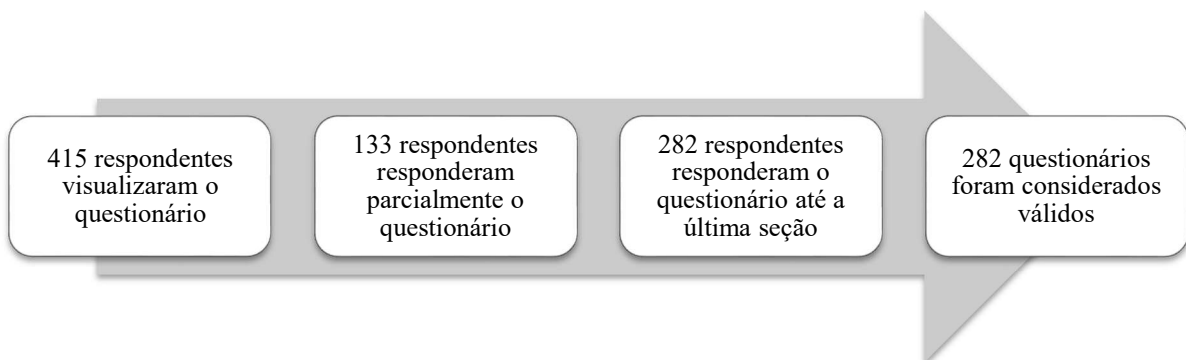 415 respondentes
visualizaram o
questionário
133 respondentes
responderam
parcialmente o
questionário
282 respondentes
responderam o
questionário até a
última seção
282 questionários
foram considerados
válidos